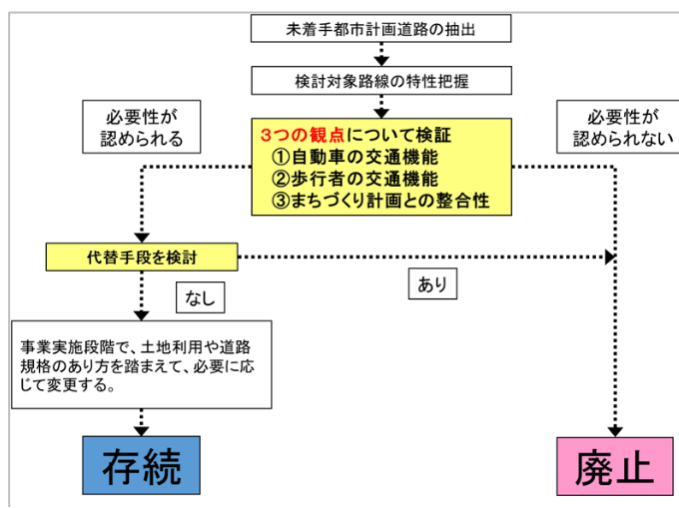 未着手都市計画道路の抽出
検討対象路線の特性把握
必要性が
認められる
必要性が
認められない
3つの観点について検証
①自動車の交通機能
②歩行者の交通機能
③まちづくり計画との整合性
代替手段を検討
なし
あり
事業実施段階で、土地利用や道路
規格のあり方を踏まえて、必要に応
じて変更する。
存続
廃止